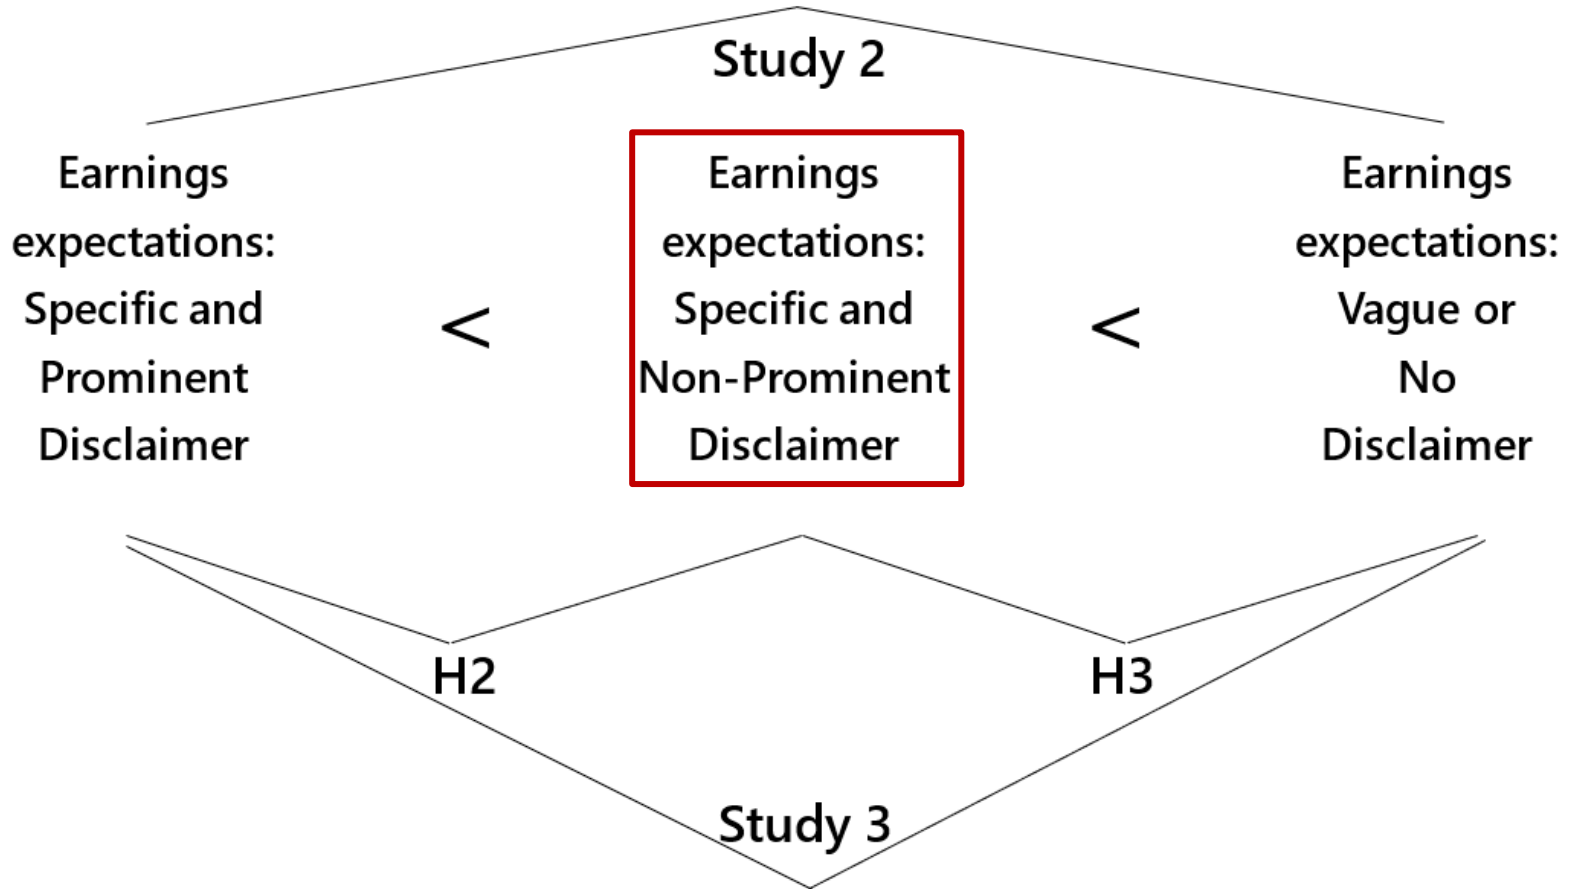 Study 2
Earnings
expectations:
Specific and
Prominent
Disclaimer
<
Earnings
expectations:
Specific and
Non-Prominent
Disclaimer
<
Earnings
expectations:
Vague or
No
Disclaimer
H2
H3
Study 3